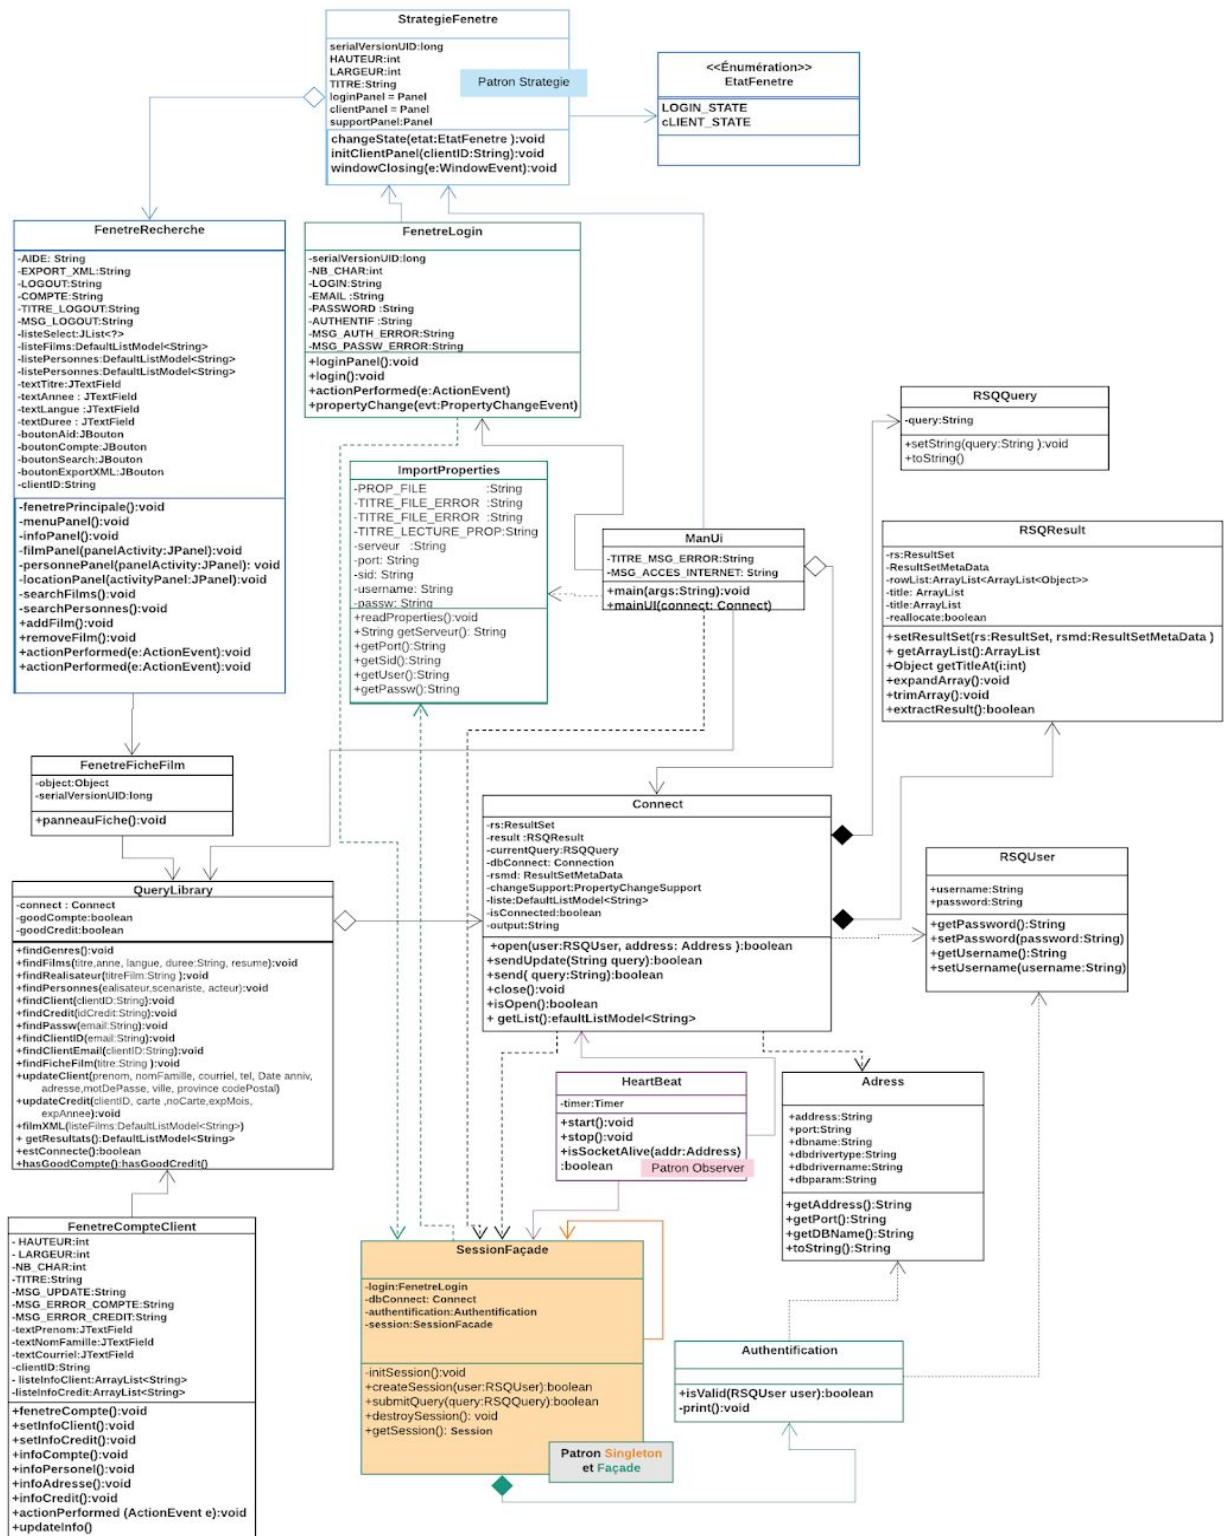 StrategieFenetre
serialVersionUID:long
HAUTEUR:int
LARGEUR:int
TITRE:String
loginPanel = Panel
clientPanel = Panel
supportPanel:Panel
Patron Strategie
changeState(etat:EtatFenetre ):void
initClientPanel(clientID:String):void
windowClosing(e:WindowEvent):void
<<Énumération>>
EtatFenetre
LOGIN_STATE
cLIENT_STATE
FenetreRecherche
-AIDE: String
-EXPORT_XML:String
-LOGOUT:String
-COMPTE:String
-TITRE_LOGOUT:String
-MSG_LOGOUT:String
-listeSelect:JList<?>
-listeFilms:DefaultListModel<String>
-listePersonnes:DefaultListModel<String>
-listePersonnes:DefaultListModel<String>
-textTitre:JTextField
-textAnnee : JTextField
-textLangue :JTextField
-textDuree : JTextField
-boutonAid:JBouton
-boutonCompte:JBouton
-boutonSearch:JBouton
-boutonExportXML:JBouton
-clientID:String
-fenetrePrincipale():void
-menuPanel():void
-infoPanel():void
-filmPanel(panelActivity:JPanel):void
-personnePanel(panelActivity:JPanel): void
-locationPanel(activityPanel:JPanel):void
-searchFilms():void
-searchPersonnes():void
+addFilm():void
+removeFilm():void
+actionPerformed(e:ActionEvent):void
+actionPerformed(e:ActionEvent):void
FenetreLogin
-serialVersionUID:long
-NB_CHAR:int
-LOGIN:String
-EMAIL :String
-PASSWORD :String
-AUTHENTIF :String
-MSG_AUTH_ERROR:String
-MSG_PASSW_ERROR:String
+loginPanel():void
+login():void
+actionPerformed(e:ActionEvent)
+propertyChange(evt:PropertyChangeEvent)
ImportProperties
-PROP_FILE :String
-TITRE_FILE_ERROR :String
-TITRE_FILE_ERROR :String
-TITRE_LECTURE_PROP:String
-serveur :String
-port: String
-sid: String
-username: String
-passw: String
+readProperties():void
+String getServeur(): String
+getPort():String
+getSid():String
+getUser():String
+getPassw():String
ManUi
-TITRE_MSG_ERROR:String
-MSG_ACCES_INTERNET: String
+main(args:String):void
+mainUI(connect: Connect)
RSQQuery
-query:String
+setString(query:String ):void
+toString()
RSQResult
-rs:ResultSet
-ResultSetMetaData
-rowList:ArrayList<ArrayList<Object>>
-title: ArrayList
-title:ArrayList
-reallocate:boolean
+setResultSet(rs:ResultSet, rsmd:ResultSetMetaData )
+ getArrayList():ArrayList
+Object getTitleAt(i:int)
+expandArray():void
+trimArray():void
+extractResult():boolean
FenetreFicheFilm
-object:Object
-serialVersionUID:long
+panneauFiche():void
Connect
-rs:ResultSet
-result :RSQResult
-currentQuery:RSQQuery
-dbConnect: Connection
-rsmd: ResultSetMetaData
-changeSupport:PropertyChangeSupport
-liste:DefaultListModel<String>
-isConnected:boolean
-output:String
+open(user:RSQUser, address: Address ):boolean
+sendUpdate(String query):boolean
+send( query:String):boolean
+close():void
+isOpen():boolean
+ getList():efaultListModel<String>
RSQUser
+username:String
+password:String
+getPassword():String
+setPassword(password:String)
+getUsername():String
+setUsername(username:String)
QueryLibrary
-connect : Connect
-goodCompte:boolean
-goodCredit:boolean
+findGenres():void
+findFilms(titre,anne, langue, duree:String, resume):void
+findRealisateur(titreFilm:String ):void
+findPersonnes(ealisateur,scenariste, acteur):void
+findClient(clientID:String):void
+findCredit(idCredit:String):void
+findPassw(email:String):void
+findClientID(email:String):void
+findClientEmail(clientID:String):void
+findFicheFilm(titre:String ):void
+updateClient(prenom, nomFamille, courriel, tel, Date anniv,
adresse,motDePasse, ville, province codePostal)
+updateCredit(clientID, carte ,noCarte,expMois,
expAnnee):void
+filmXML(listeFilms:DefaultListModel<String>)
+ getResultats():DefaultListModel<String>
+estConnecte():boolean
+hasGoodCompte():hasGoodCredit()
HeartBeat
-timer:Timer
+start():void
+stop():void
+isSocketAlive(addr:Address)
:boolean
Patron Observer
Adress
+address:String
+port:String
+dbname:String
+dbdrivertype:String
+dbdrivername:String
+dbparam:String
+getAddress():String
+getPort():String
+getDBName():String
+toString():String
FenetreCompteClient
- HAUTEUR:int
- LARGEUR:int
-NB_CHAR:int
-TITRE:String
-MSG_UPDATE:String
-MSG_ERROR_COMPTE:String
-MSG_ERROR_CREDIT:String
-textPrenom:JTextField
-textNomFamille:JTextField
-textCourriel:JTextField
-clientID:String
- listeInfoClient:ArrayList<String>
-listeInfoCredit:ArrayList<String>
+fenetreCompte():void
+setInfoClient():void
+setInfoCredit():void
+infoCompte():void
+infoPersonel():void
+infoAdresse():void
+infoCredit():void
+actionPerformed (ActionEvent e):void
+updateInfo()
SessionFaçade
-login:FenetreLogin
-dbConnect: Connect
-authentification:Authentification
-session:SessionFacade
-initSession():void
+createSession(user:RSQUser):boolean
+submitQuery(query:RSQQuery):boolean
+destroySession(): void
+getSession(): Session
Patron Singleton
et Façade
Authentification
+isValid(RSQUser user):boolean
-print():void